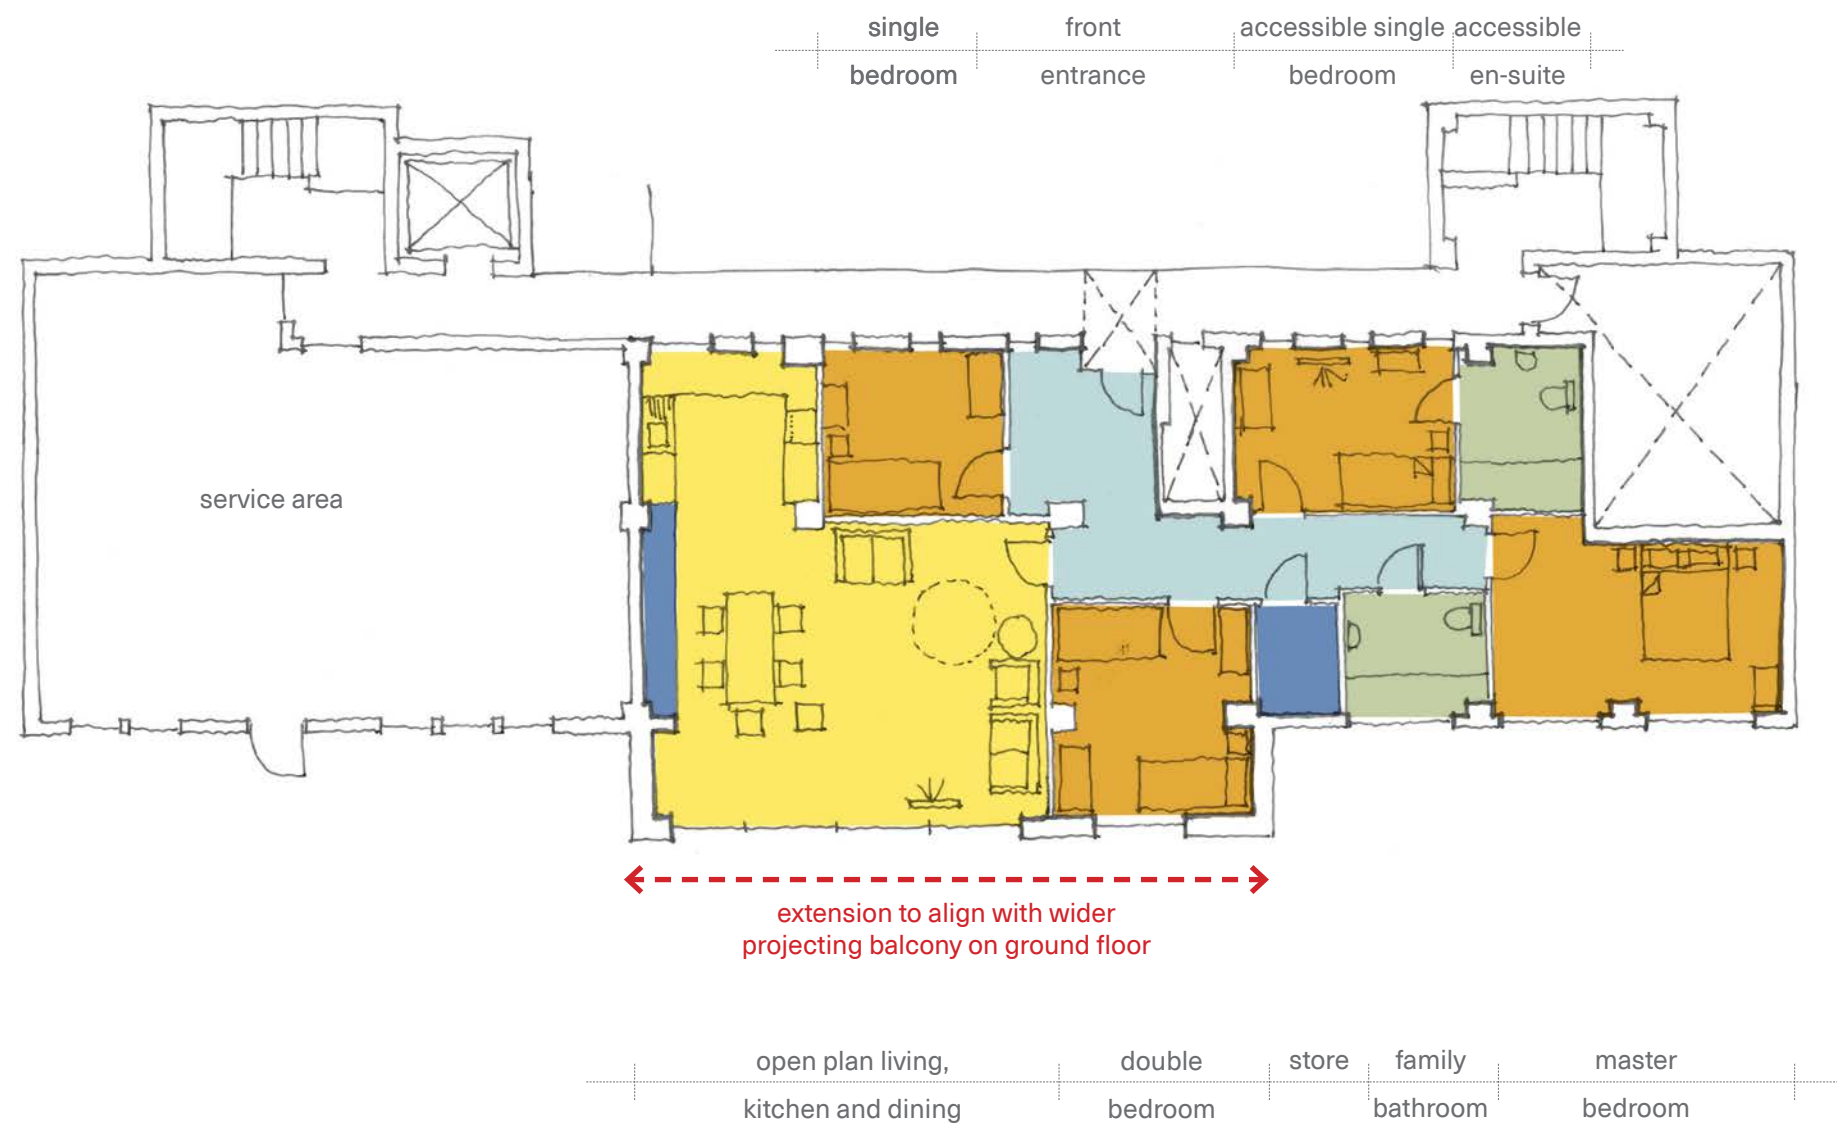 single
bedroom
front
entrance
accessible single
bedroom
accessible
en-suite
service area
extension to align with wider
projecting balcony on ground floor
open plan living,
kitchen and dining
double
bedroom
store
family
bathroom
master
bedroom